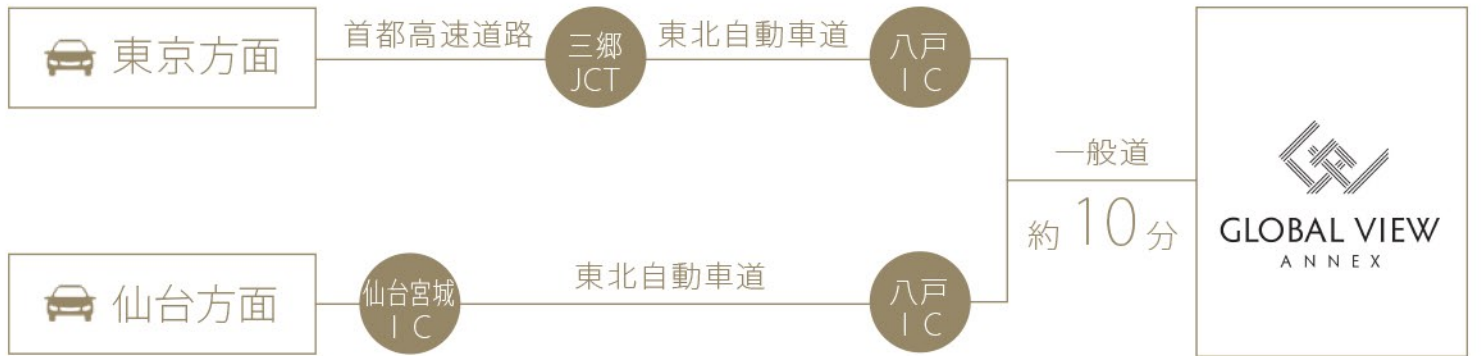 東京方面
首都高速道路
三郷
JCT
東北自動車道
八戸
IC
仙台方面
仙台宮城
IC
東北自動車道
八戸
IC
一般道
約10分
GLOBAL VIEW
ANNEX